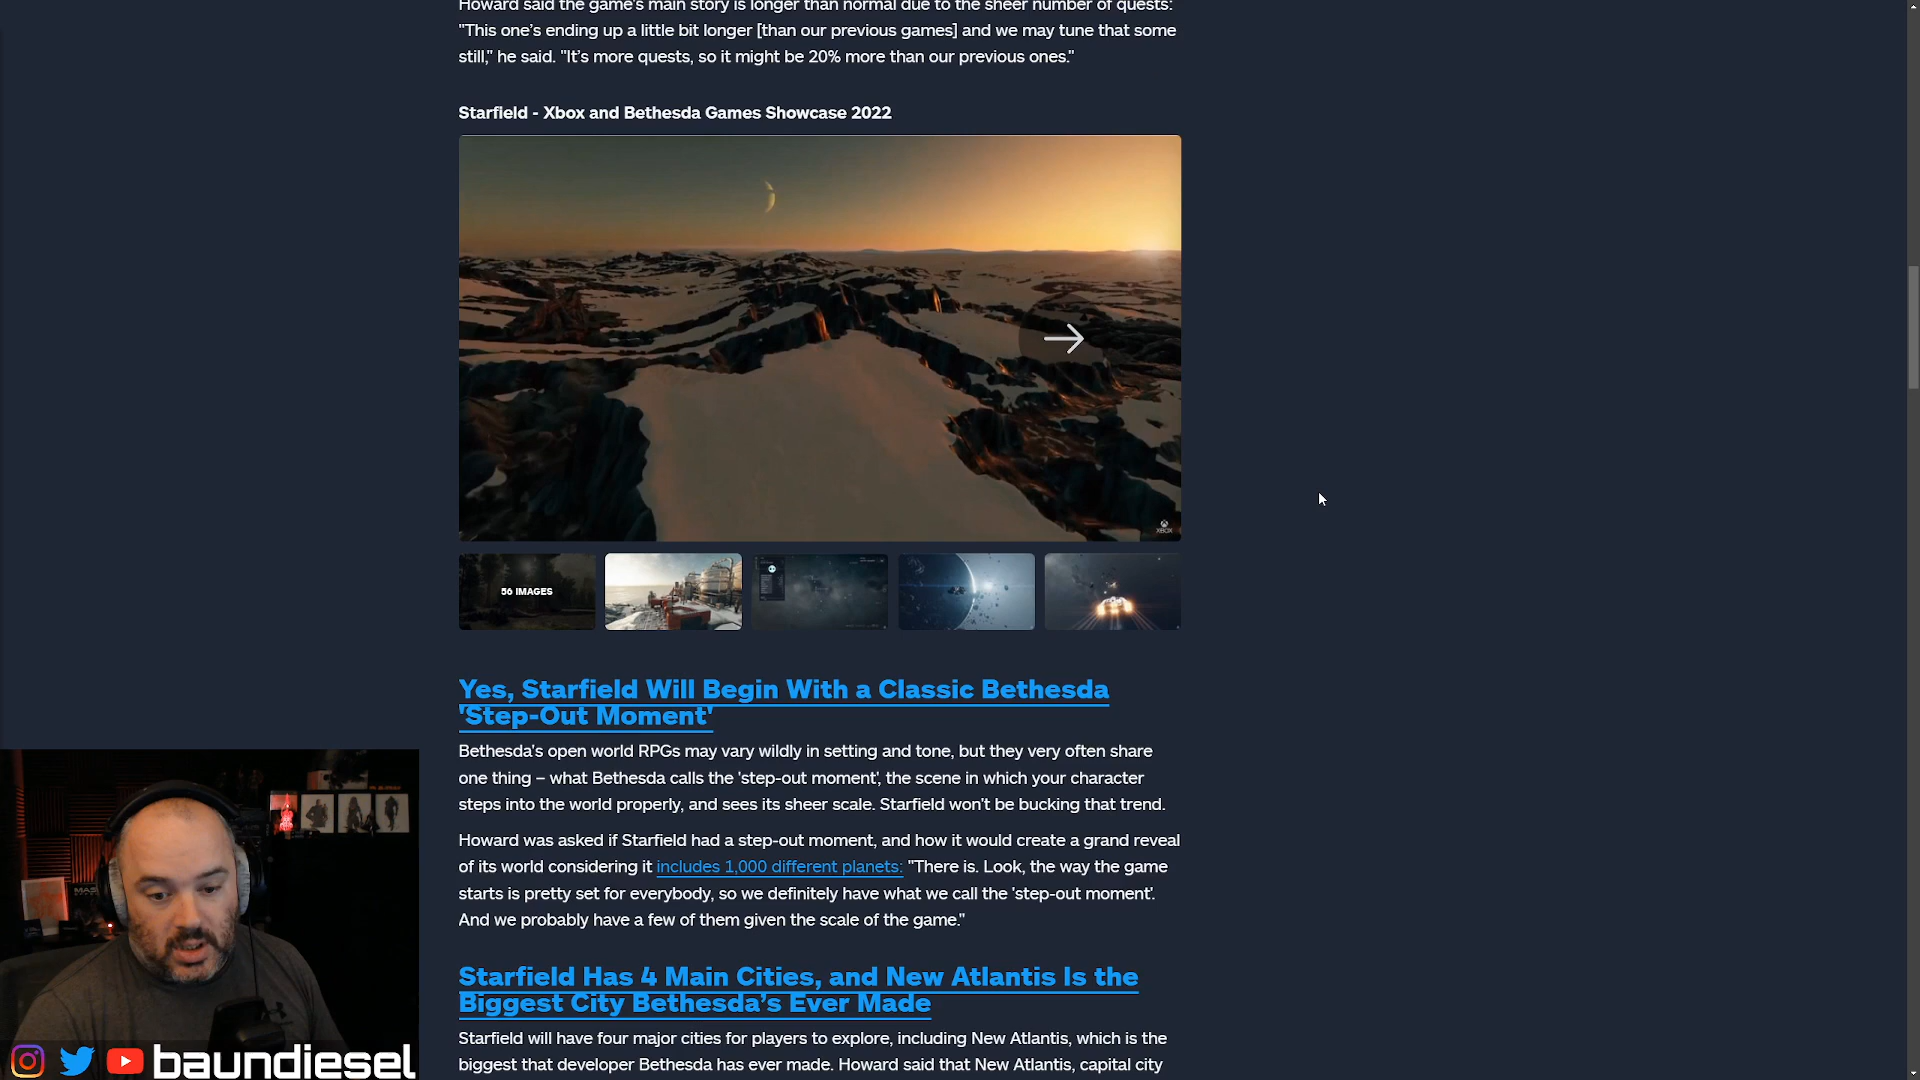 Howard said the game's main story is longer than normal due to the sheer number of quests:
"This one's ending up a little bit longer [than our previous games] and we may tune that some
still," he said. "It's more quests, so it might be 20% more than our previous ones."
Starfield - Xbox and Bethesda Games Showcase 2022
XBOX
56 IMAGES
Yes, Starfield Will Begin With a Classic Bethesda
'Step-Out Moment'
Bethesda's open world RPGs may vary wildly in setting and tone, but they very often share
one thing – what Bethesda calls the 'step-out moment', the scene in which your character
steps into the world properly, and sees its sheer scale. Starfield won't be bucking that trend.
Howard was asked if Starfield had a step-out moment, and how it would create a grand reveal
of its world considering it includes 1,000 different planets: "There is. Look, the way the game
starts is pretty set for everybody, so we definitely have what we call the 'step-out moment'.
And we probably have a few of them given the scale of the game."
Starfield Has 4 Main Cities, and New Atlantis Is the
Biggest City Bethesda's Ever Made
Starfield will have four major cities for players to explore, including New Atlantis, which is the
biggest that developer Bethesda has ever made. Howard said that New Atlantis, capital city
baundiesel